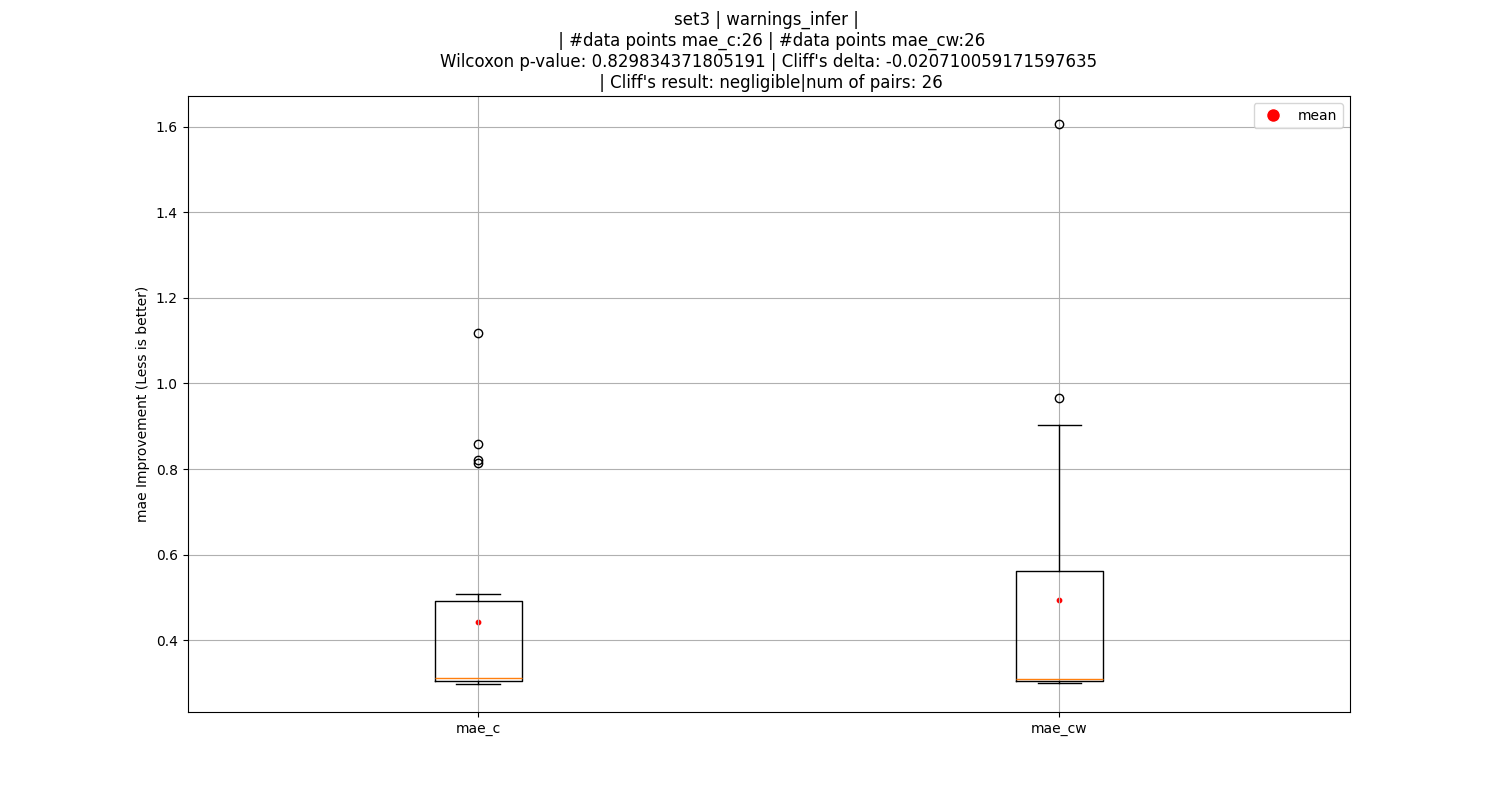 set3 | warnings_infer |
| #data points mae_c:26 | #data points mae_cw:26
Wilcoxon p-value: 0.829834371805191 | Cliff's delta: -0.020710059171597635
| Cliff's result: negligible|num of pairs: 26
mean
mae Improvement (Less is better)
1.6
1.4
1.2
1.0
0.8
0.6
0.4
mae_c
mae_cw